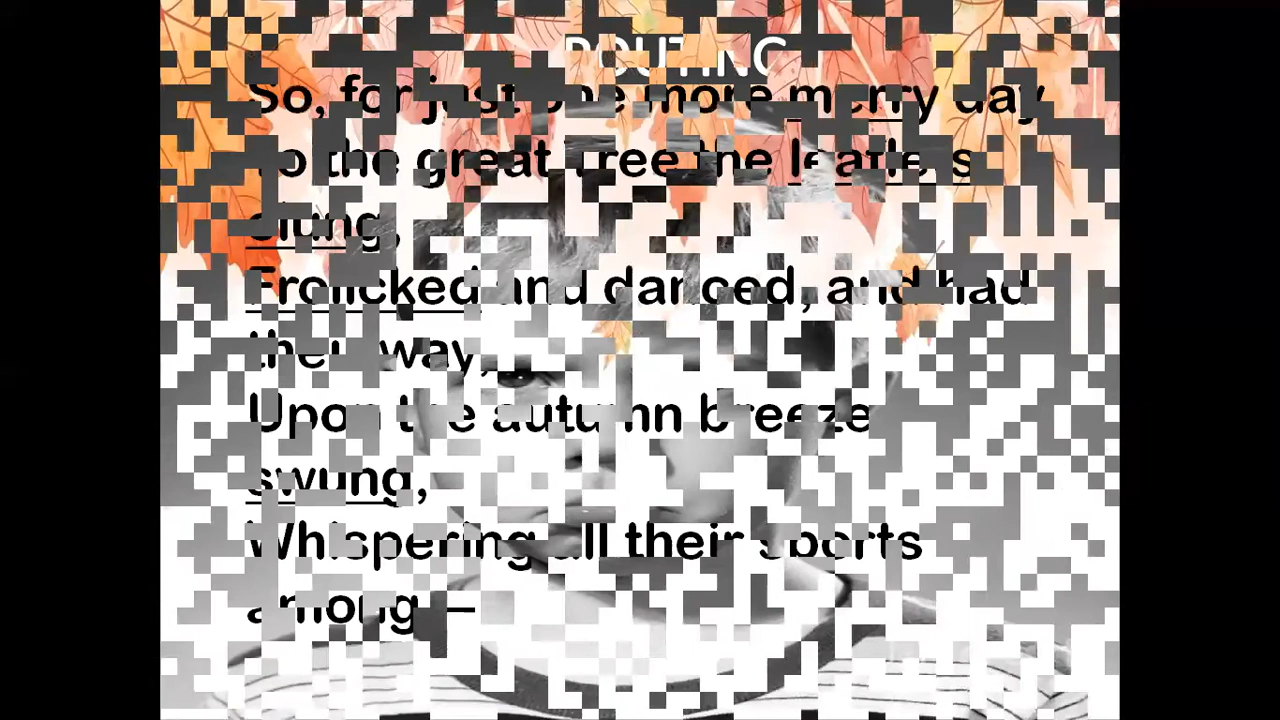 POUTING
So, for just one more merry day
To the great Tree the leaflets
clung,
Frolicked and danced, and had
their way,
Upon the autumn breeze
swung,
Whispering all their sports
among —